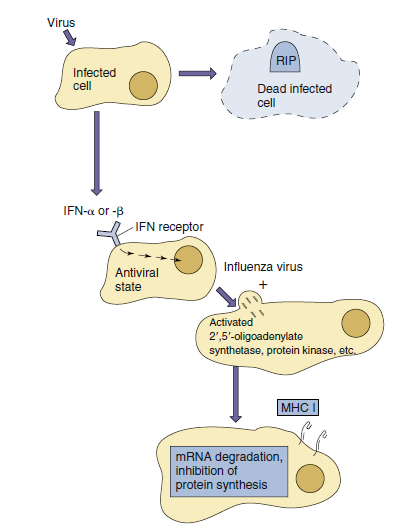 Virus
Infected
cell
RIP
Dead infected
cell
IFN-α or -β
IFN receptor
Antiviral
state
Influenza virus
+
Activated
2′,5′-oligoadenylate
synthetase, protein kinase, etc.
MHC I
mRNA degradation,
inhibition of
protein synthesis